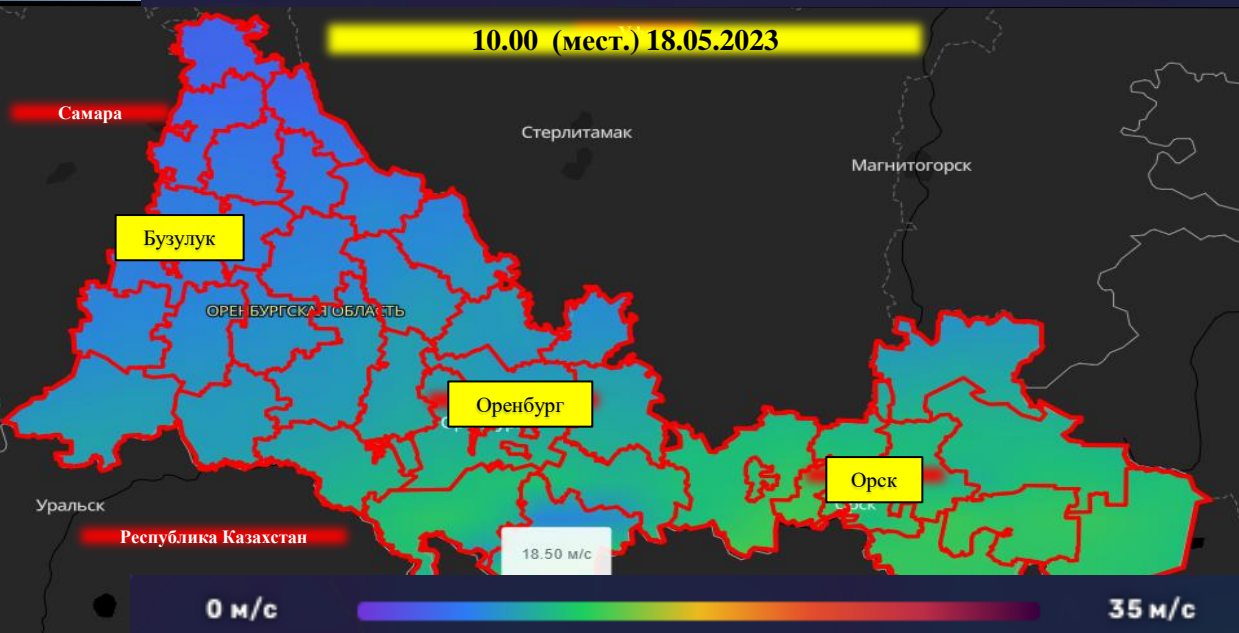 10.00 (мест.) 18.05.2023
Самара
Стерлитамак
Магнитогорск
Бузулук
ОРЕНБУРГСКАЯ ОБЛАСТЬ
Оренбург
Орск
Уральск
Орск
Республика Казахстан
18.50 м/с
0 м/с
35 м/с